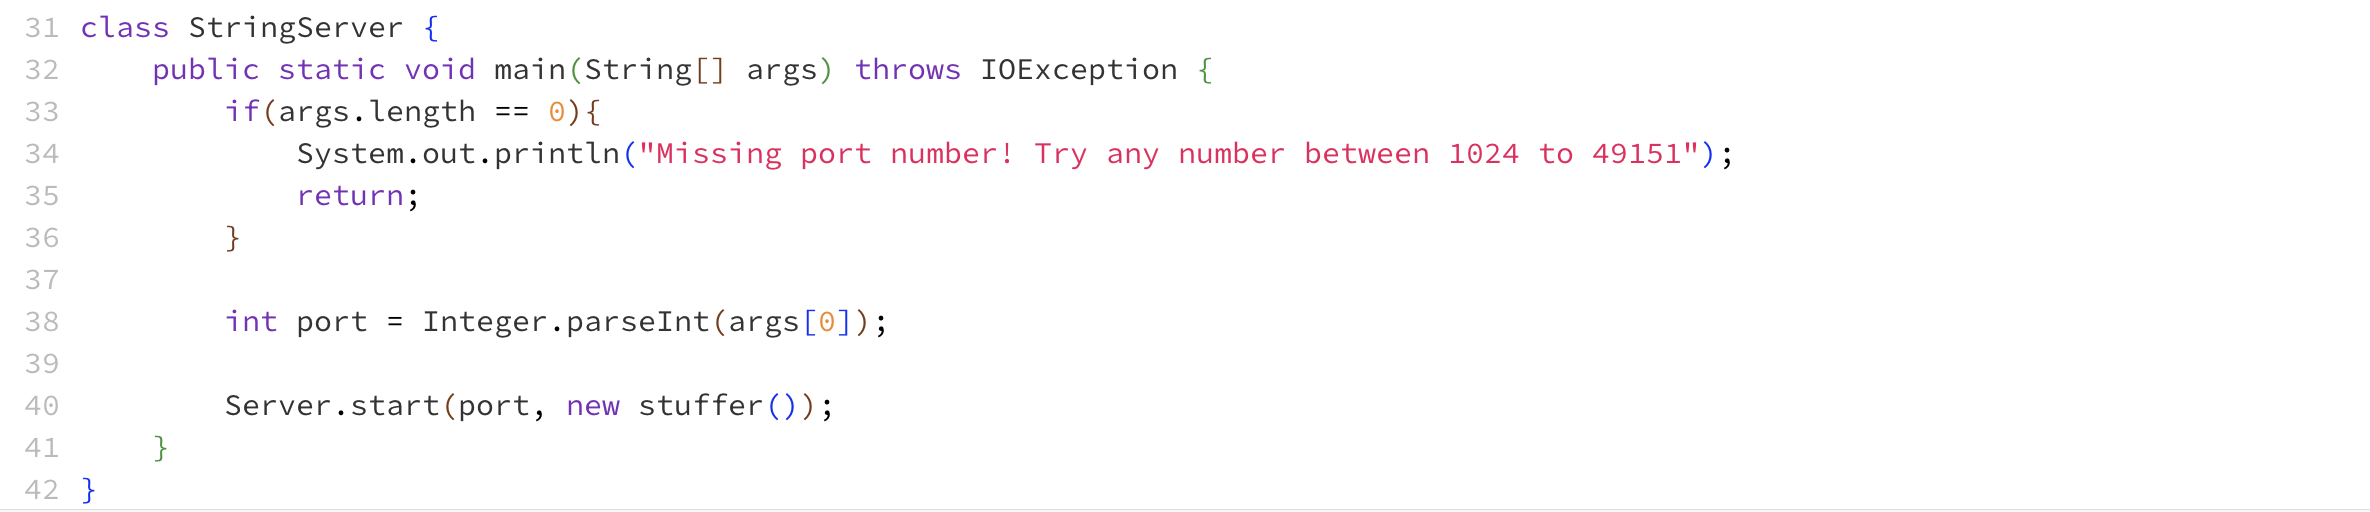 31 class StringServer {
32     public static void main(String[] args) throws IOException {
33         if(args.length == 0){
34             System.out.println("Missing port number! Try any number between 1024 to 49151");
35             return;
36         }
37
38         int port = Integer.parseInt(args[0]);
39
40         Server.start(port, new stuffer());
41     }
42 }